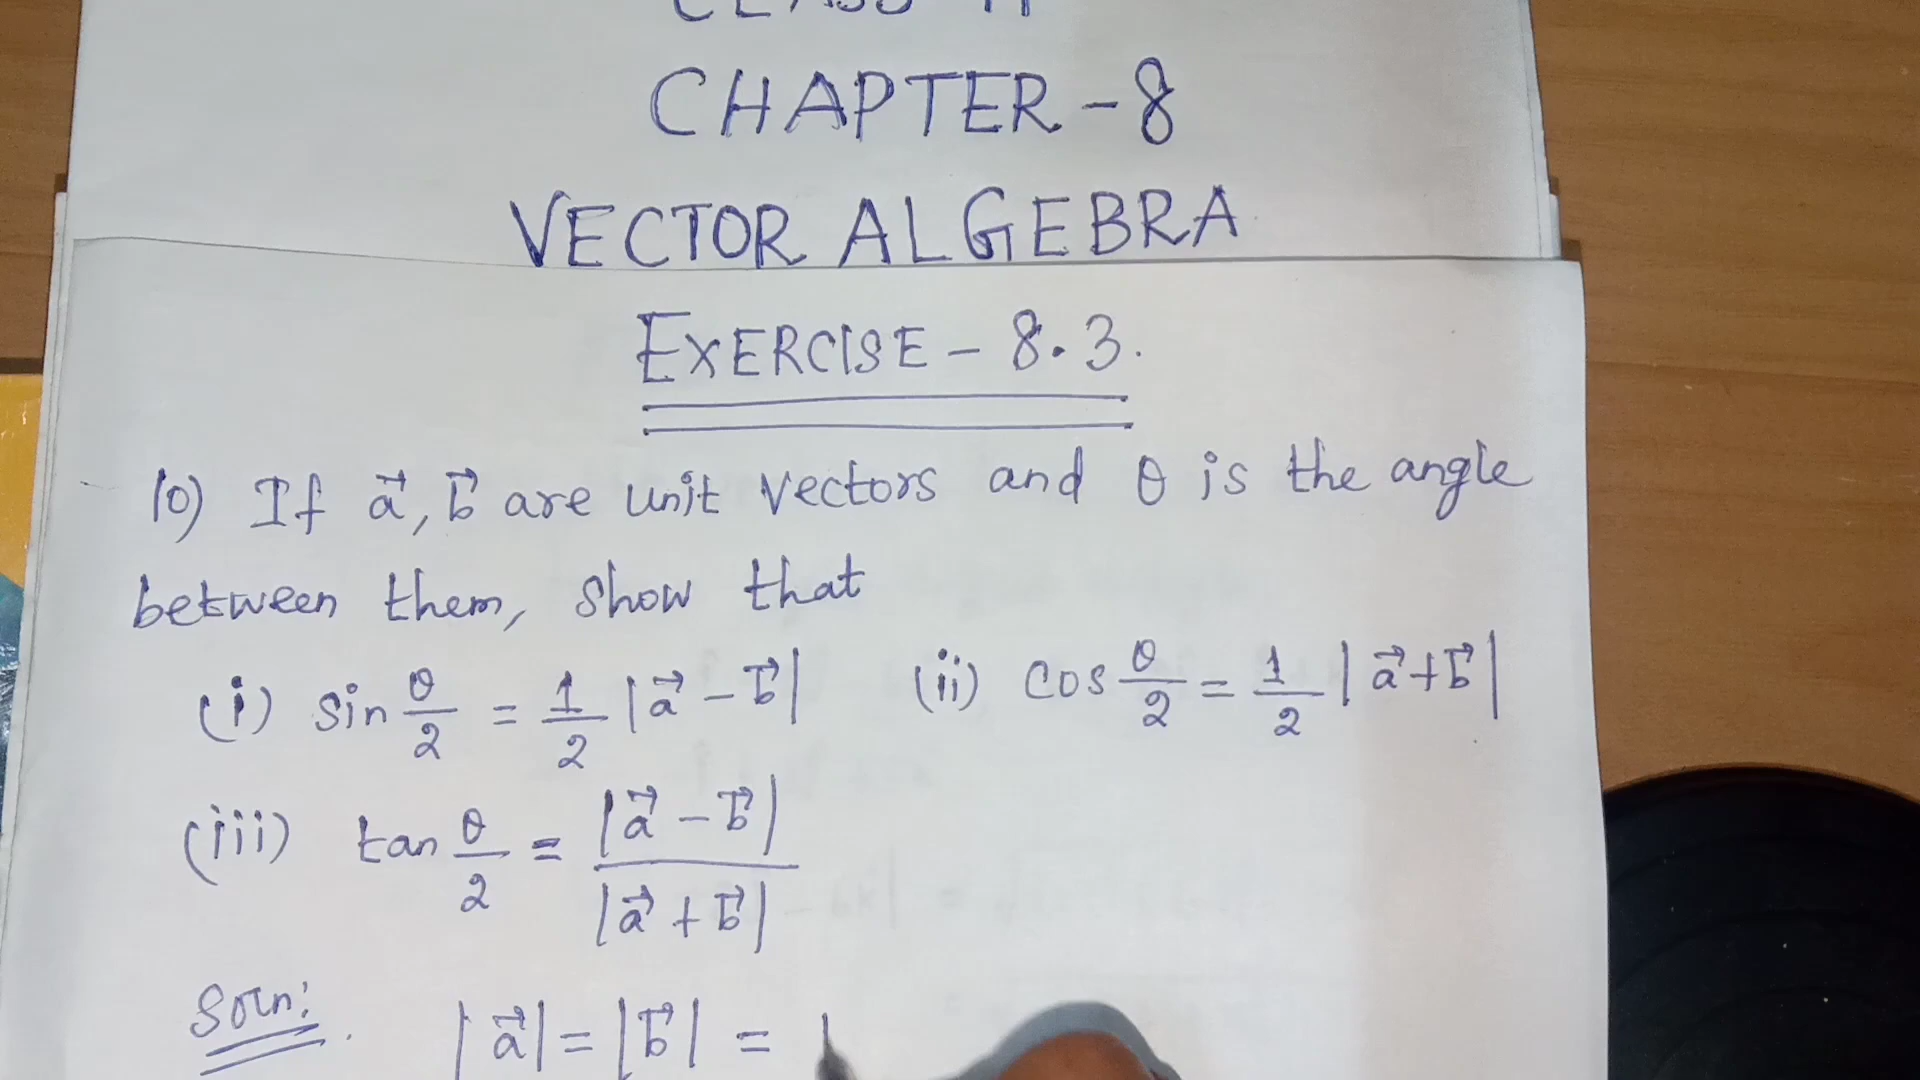 CHAPTER - 8
VECTOR ALGEBRA
EXERCISE - 8.3.
10) If a⃗, b⃗ are unit vectors and θ is the angle
between them, show that
(i) sin θ/2 = 1/2 |a⃗ - b⃗| (ii) cos θ/2 = 1/2 |a⃗ + b⃗|
(iii) tan θ/2 = |a⃗ - b⃗| / |a⃗ + b⃗|
Soln:
|a⃗| = |b⃗| =